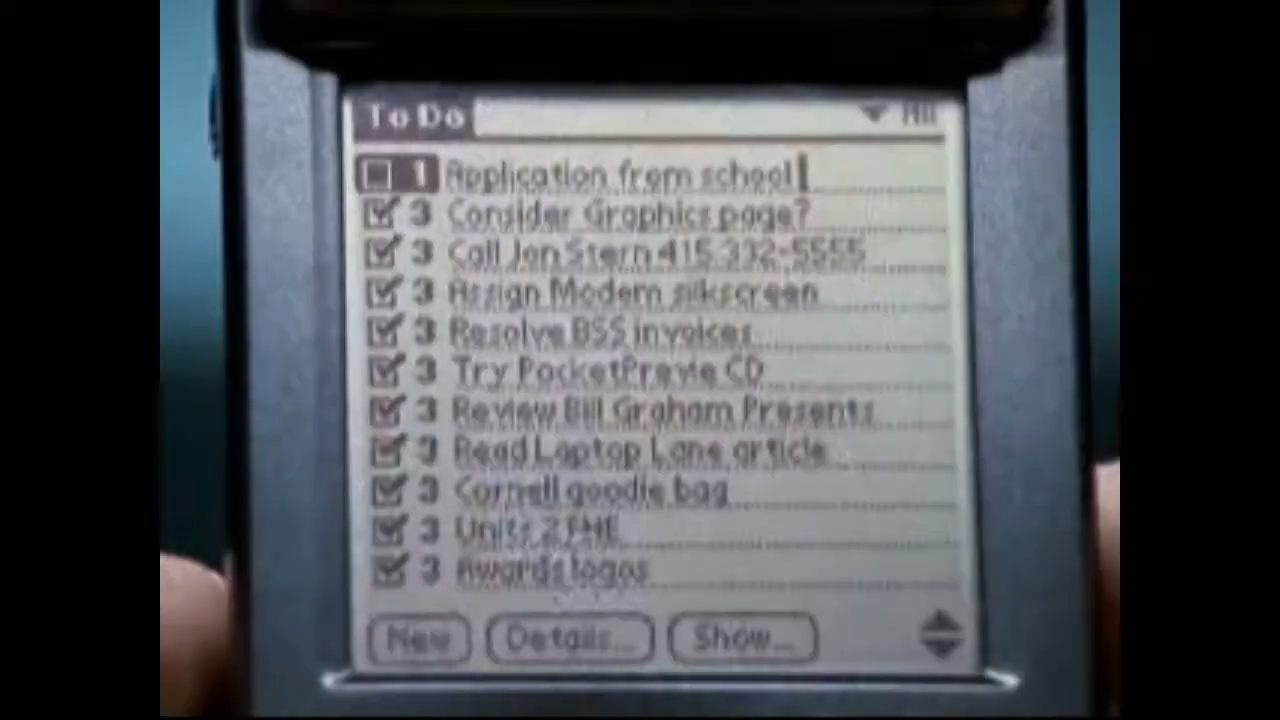 To Do All
1 Application from school
3 Consider Graphics page?
3 Call Jon Stern 415.332-5555
3 Assign Modern silkscreen
3 Resolve BSS invoices
3 Try PocketPrevie CD
3 Review Bill Graham Presents
3 Read Laptop Lane article
3 Cornell goodie bag
3 Units 2 FHE
3 Awards logos
New Details... Show...